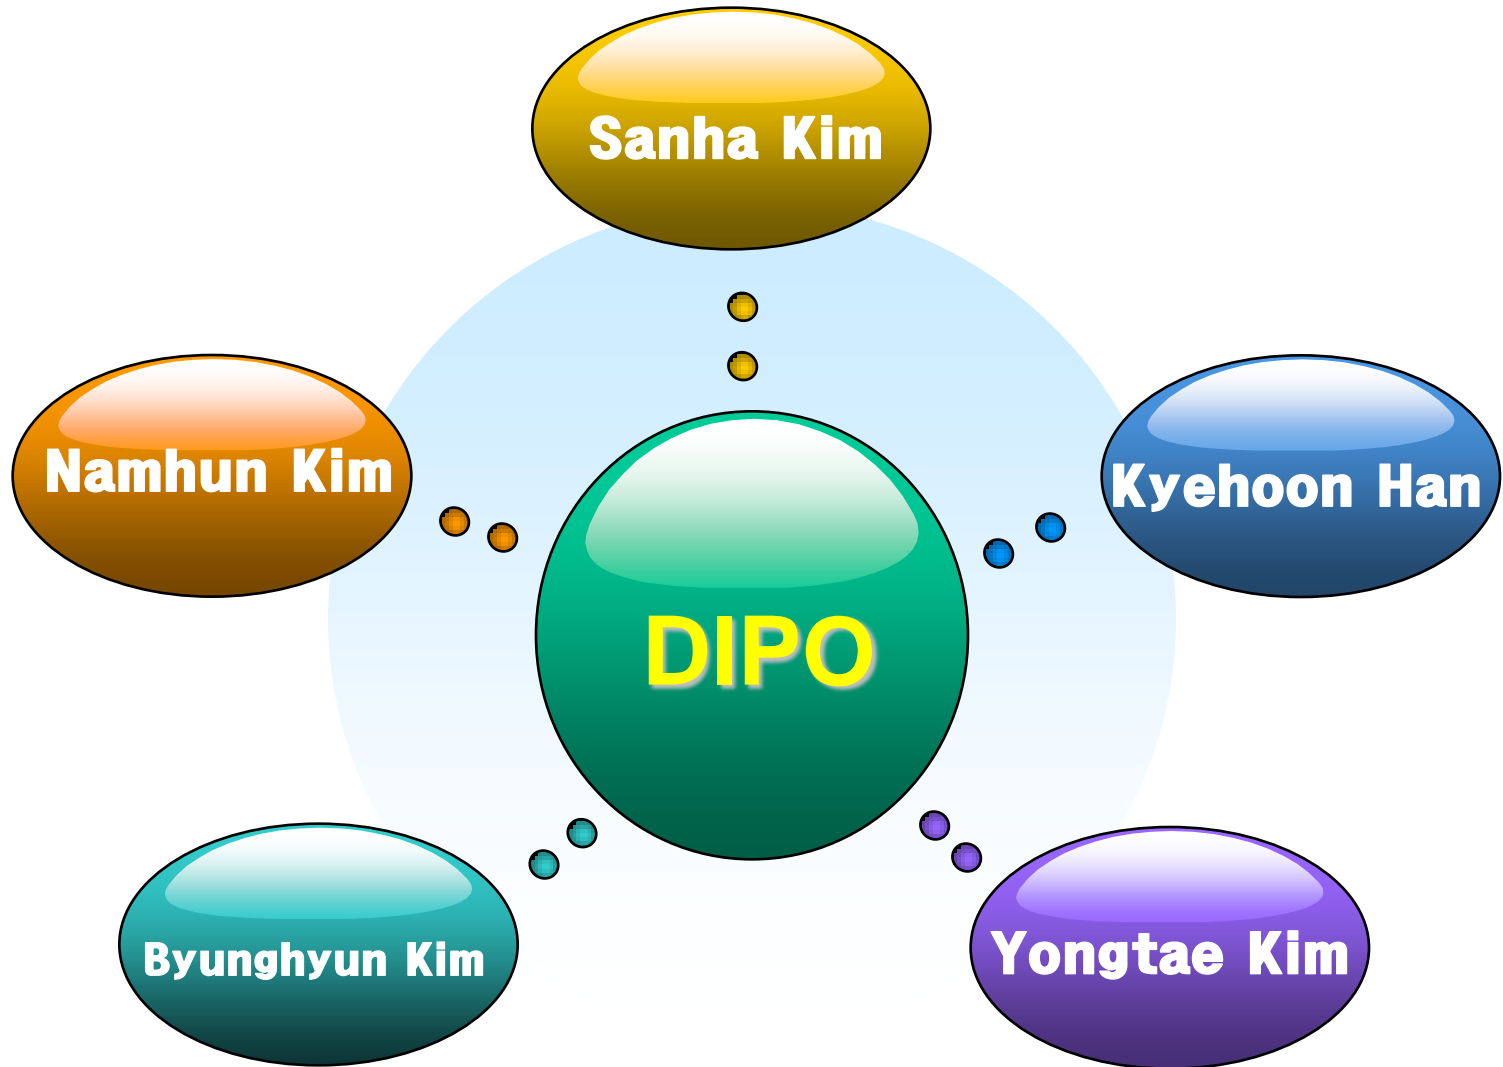 Sanha Kim
Namhun Kim
Kyehoon Han
DIPO
Byunghyun Kim
Yongtae Kim